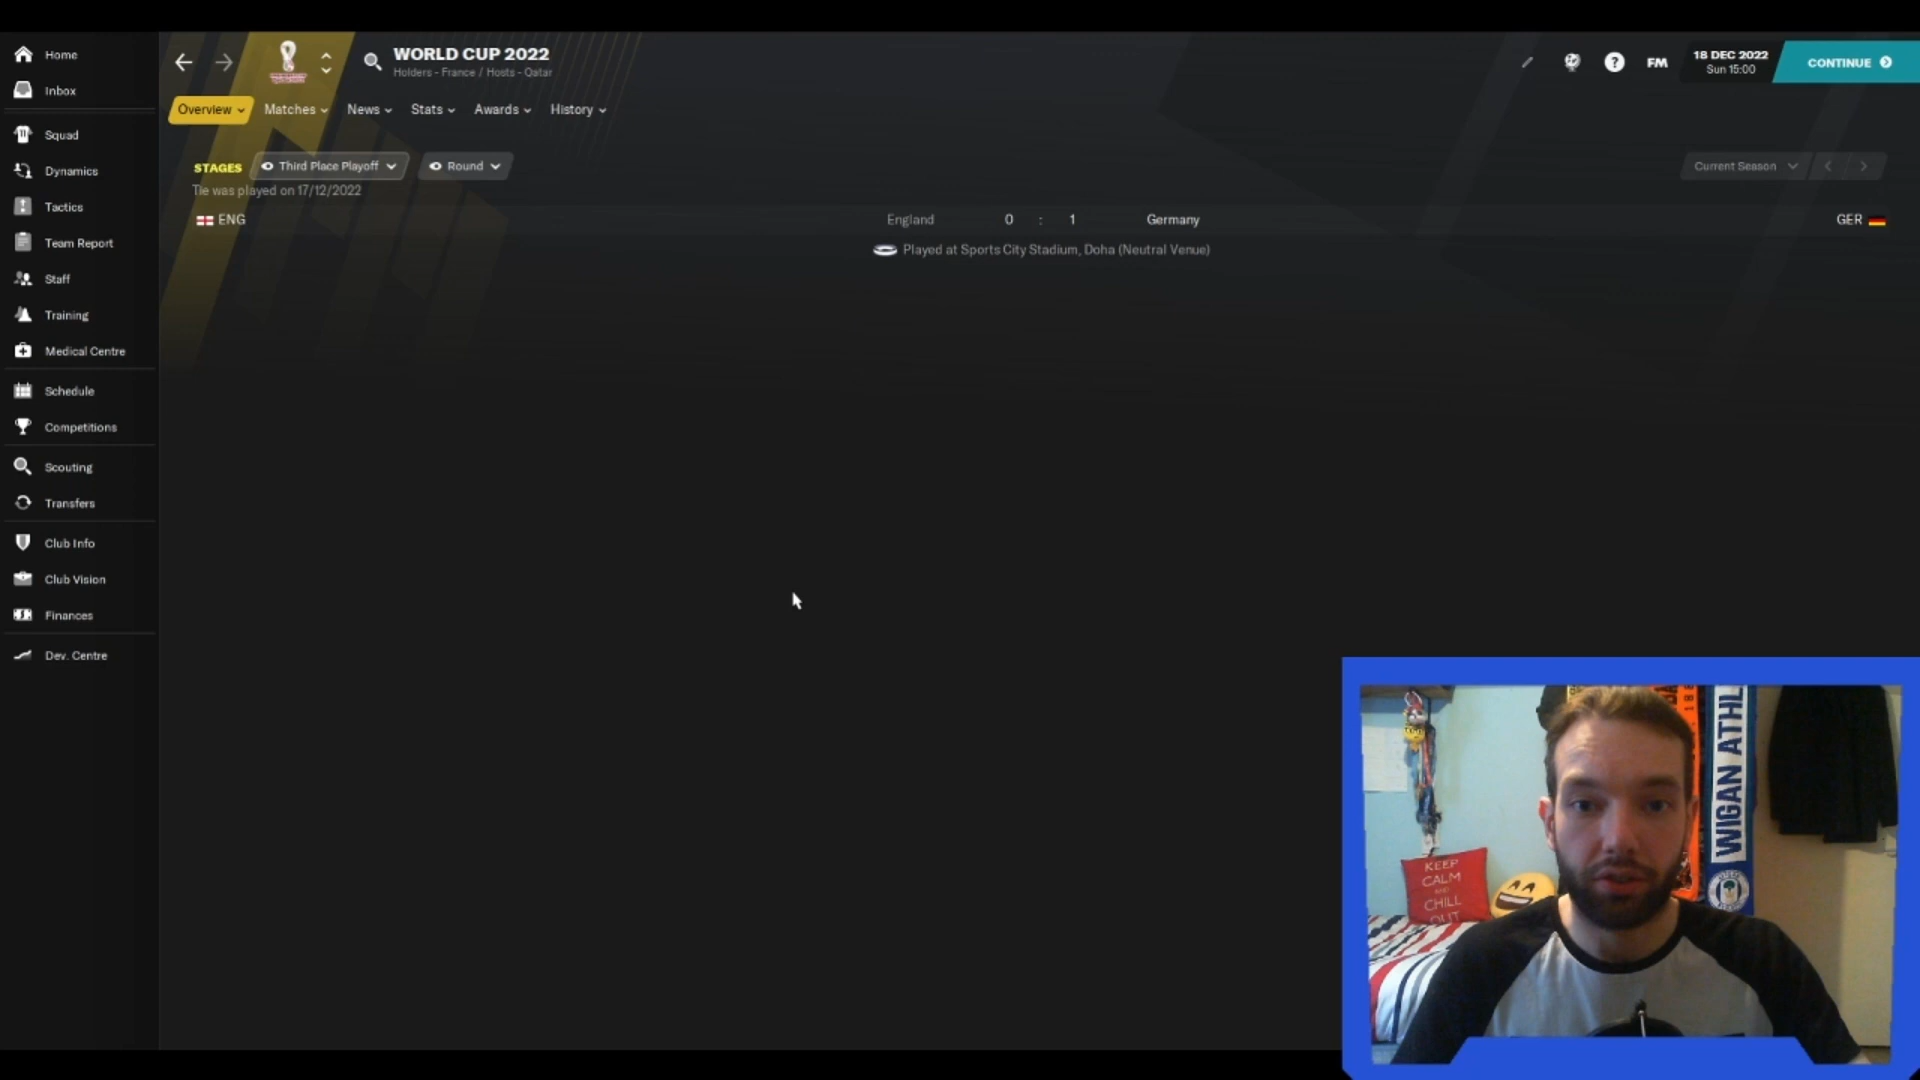 Home
Inbox
Squad
Dynamics
Tactics
Team Report
Staff
Training
Medical Centre
Schedule
Competitions
Scouting
Transfers
Club Info
Club Vision
Finances
Dev. Centre
WORLD CUP 2022
Holders - France / Hosts - Qatar
? FM 18 DEC 2022
Sun 15:00
CONTINUE
Overview Matches News Stats Awards History
STAGES Third Place Playoff Round Current Season
Tie was played on 17/12/2022
ENG England 0 : 1 Germany GER
Played at Sports City Stadium, Doha (Neutral Venue)
WIGAN ATHL
KEEP
CALM
AND
CHILL
OUT